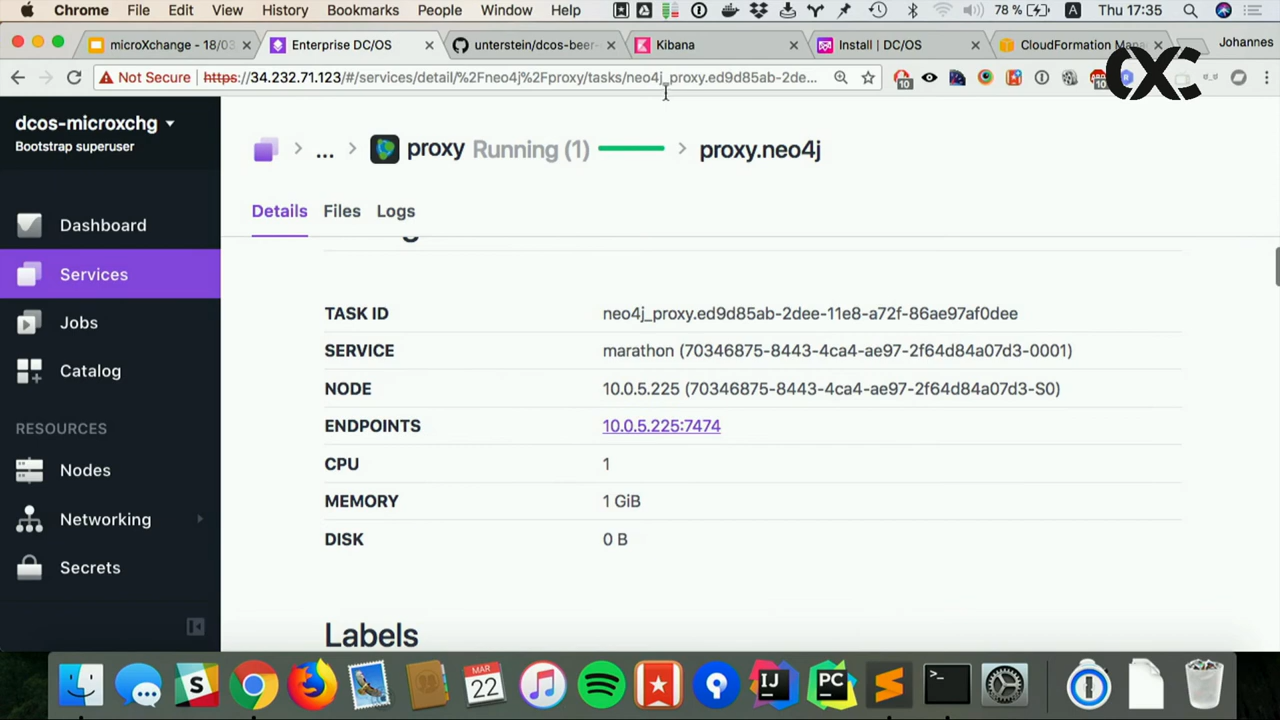 Chrome File Edit View History Bookmarks People Window Help 78 % A Thu 17:35
microXchange - 18/03 Enterprise DC/OS unterstein/dcos-beer- Kibana Install | DC/OS CloudFormation Mana Johannes
Not Secure https://34.232.71.123/#/services/detail/%2Fneo4j%2Fproxy/tasks/neo4j_proxy.ed9d85ab-2de...
dcos-microxchg
Bootstrap superuser
... proxy Running (1) proxy.neo4j
Details Files Logs
Dashboard
Services
Jobs
Catalog
RESOURCES
Nodes
Networking
Secrets
TASK ID neo4j_proxy.ed9d85ab-2dee-11e8-a72f-86ae97af0dee
SERVICE marathon (70346875-8443-4ca4-ae97-2f64d84a07d3-0001)
NODE 10.0.5.225 (70346875-8443-4ca4-ae97-2f64d84a07d3-S0)
ENDPOINTS 10.0.5.225:7474
CPU 1
MEMORY 1 GiB
DISK 0 B
Labels
MAR
22
IJ
PC